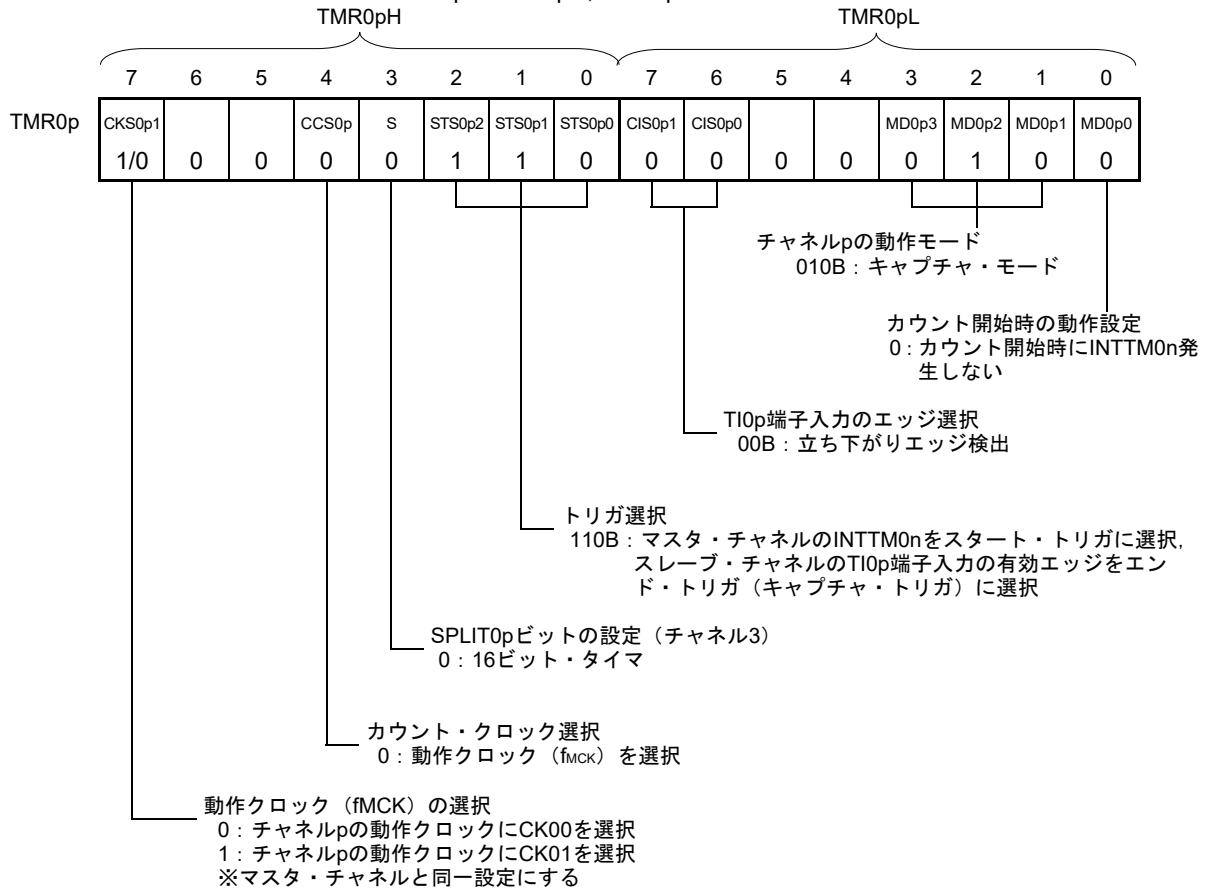 TMR0pH TMR0pL
7 6 5 4 3 2 1 0 7 6 5 4 3 2 1 0
TMR0p CKS0p1 CCS0p S STS0p2 STS0p1 STS0p0 CIS0p1 CIS0p0 MD0p3 MD0p2 MD0p1 MD0p0
1/0 0 0 0 0 1 1 0 0 0 0 0 0 1 0 0
チャネルpの動作モード
010B：キャプチャ・モード
カウント開始時の動作設定
0：カウント開始時にINTTM0n発
生しない
TI0p端子入力のエッジ選択
00B：立ち下がりエッジ検出
トリガ選択
110B：マスタ・チャネルのINTTM0nをスタート・トリガに選択,
スレーブ・チャネルのTI0p端子入力の有効エッジをエン
ド・トリガ（キャプチャ・トリガ）に選択
SPLIT0pビットの設定（チャネル3）
0：16ビット・タイマ
カウント・クロック選択
0：動作クロック（fMCK）を選択
動作クロック（fMCK）の選択
0：チャネルpの動作クロックにCK00を選択
1：チャネルpの動作クロックにCK01を選択
※マスタ・チャネルと同一設定にする